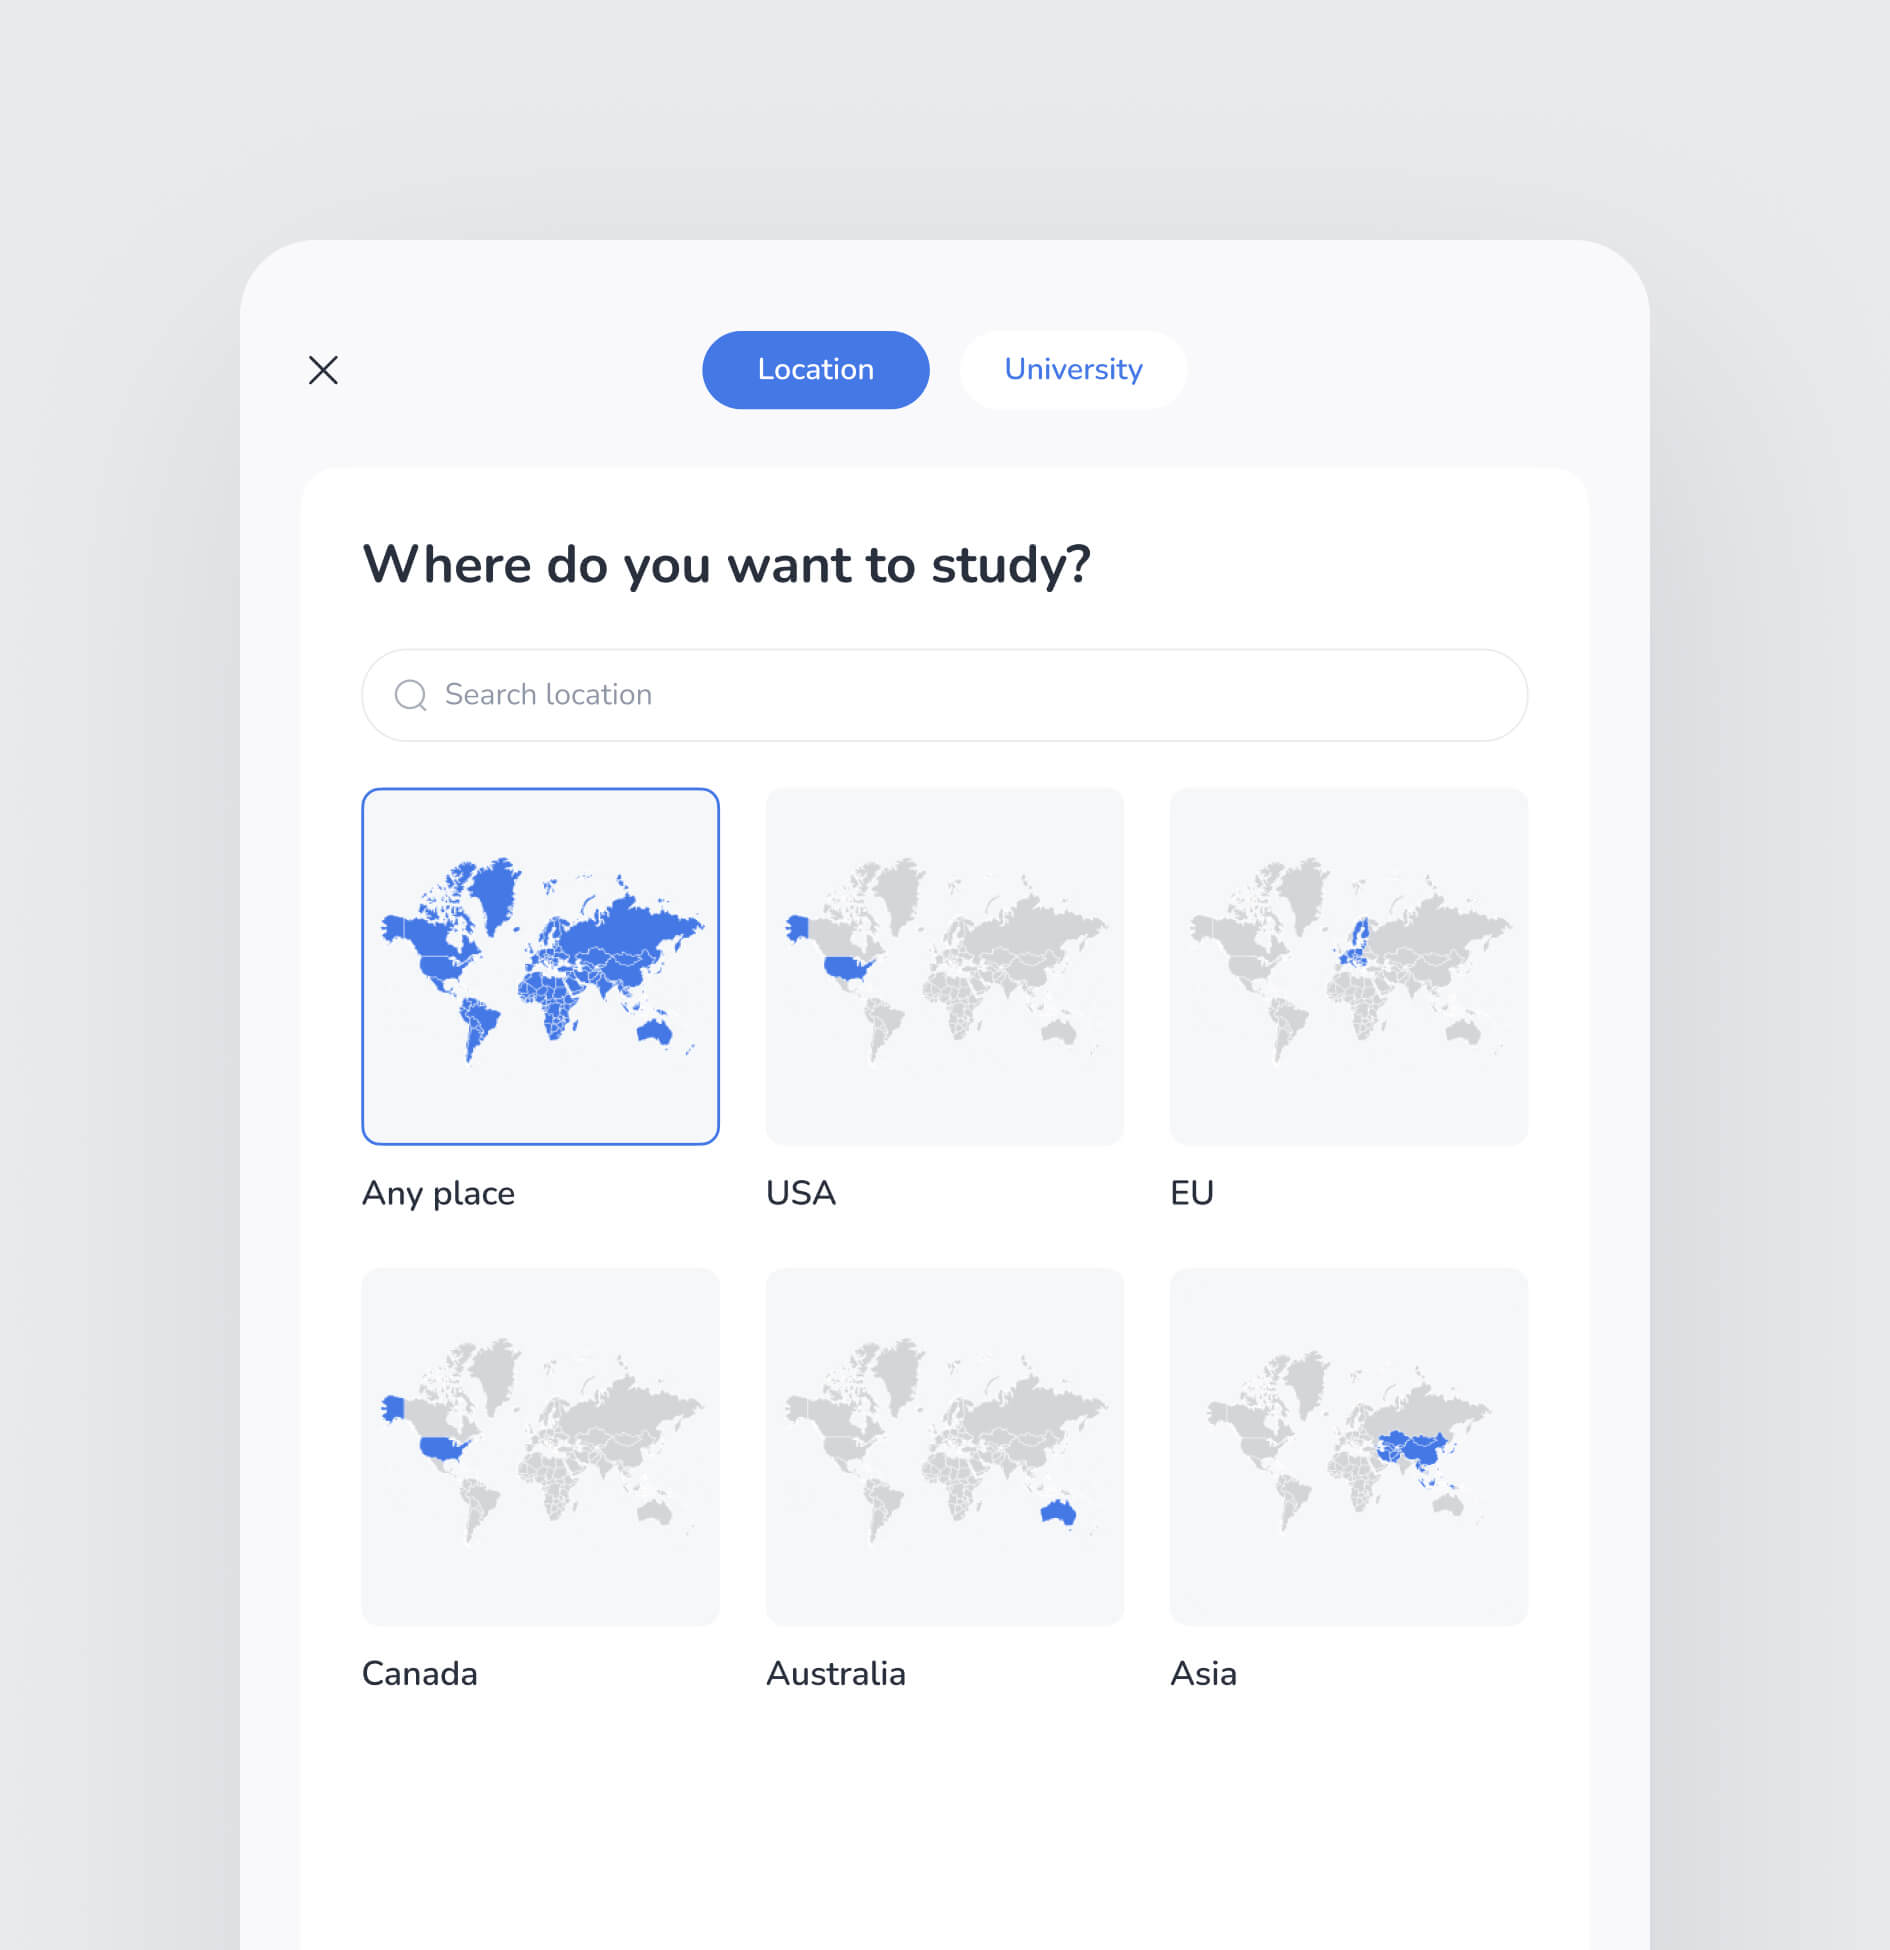 Location
University
Where do you want to study?
Search location
Any place
USA
EU
Canada
Australia
Asia